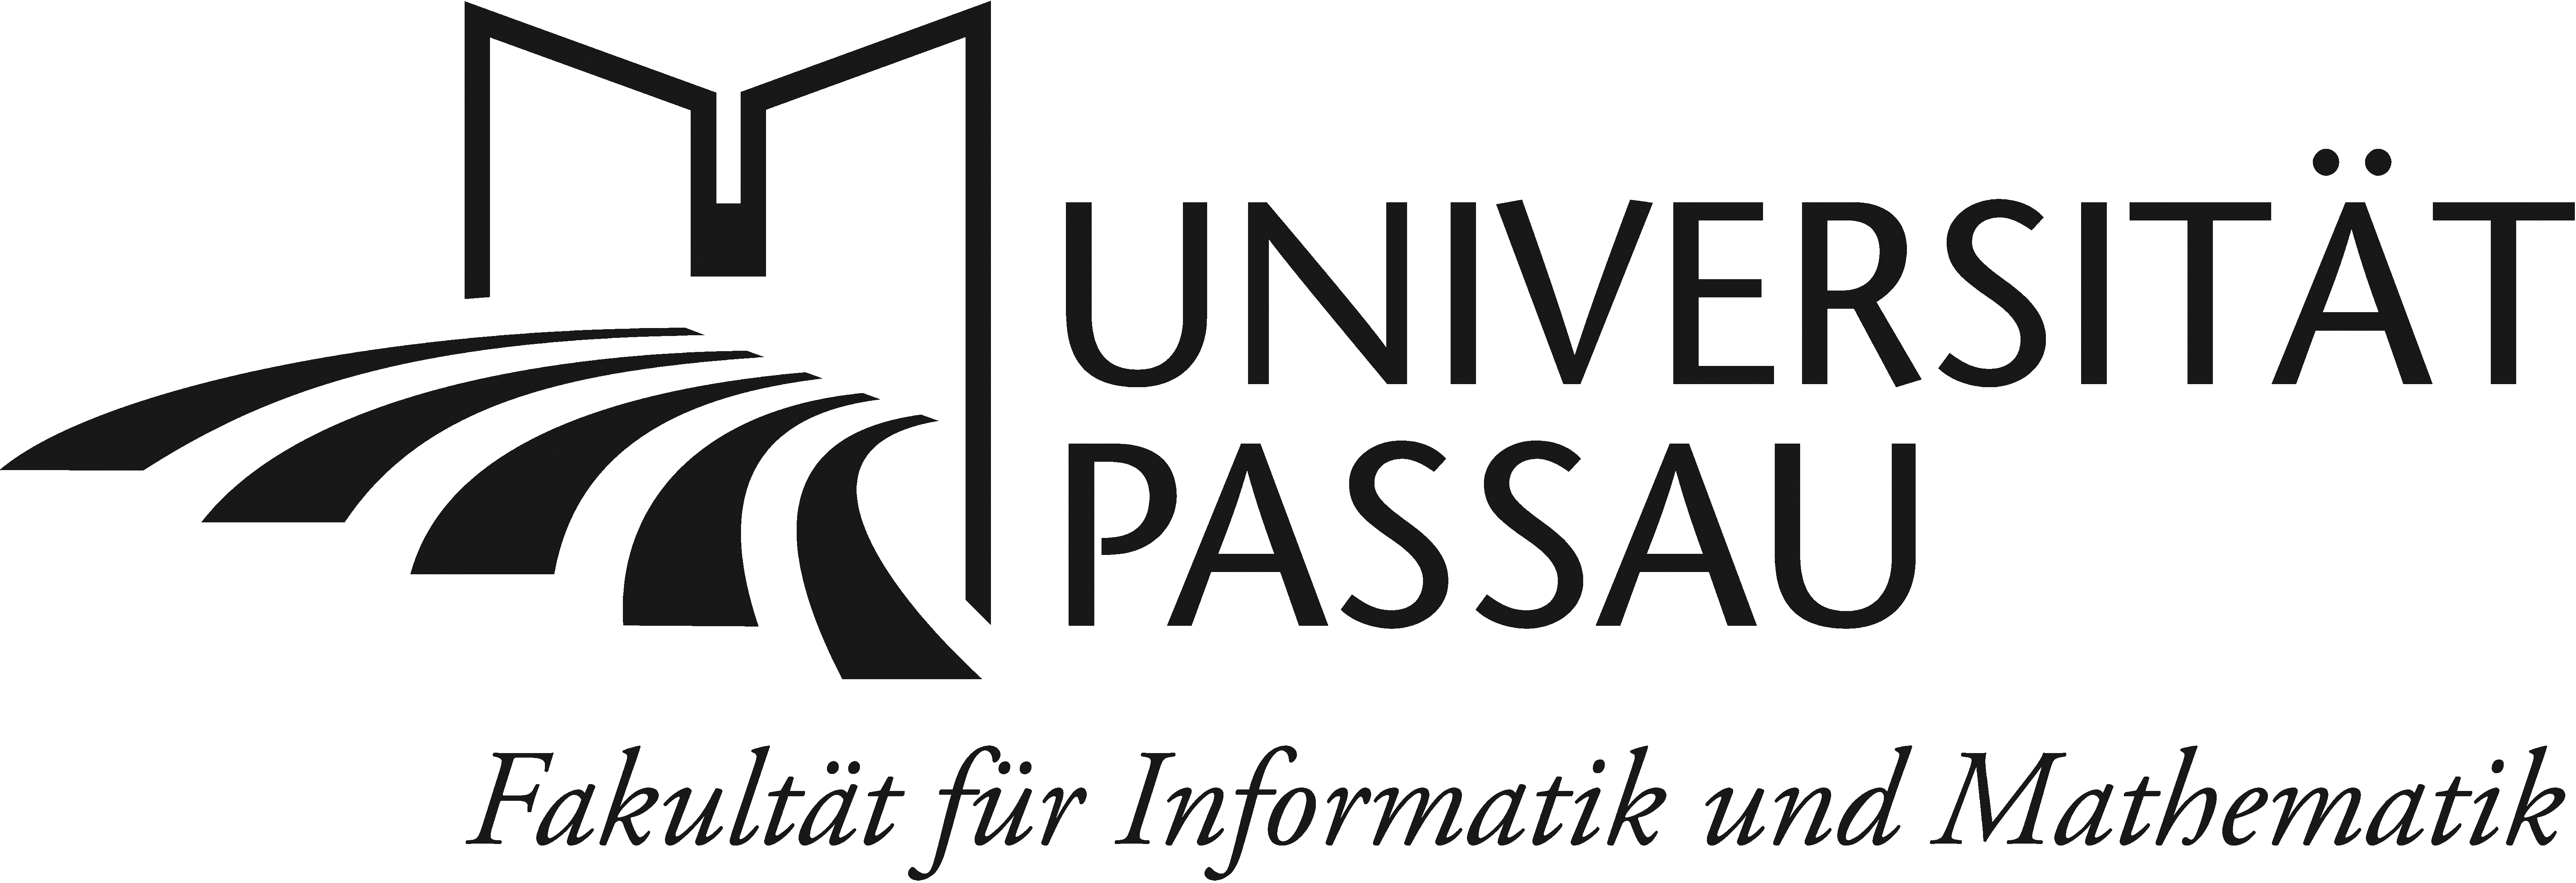 UNIVERSITÄT
PASSAU
Fakultät für Informatik und Mathematik